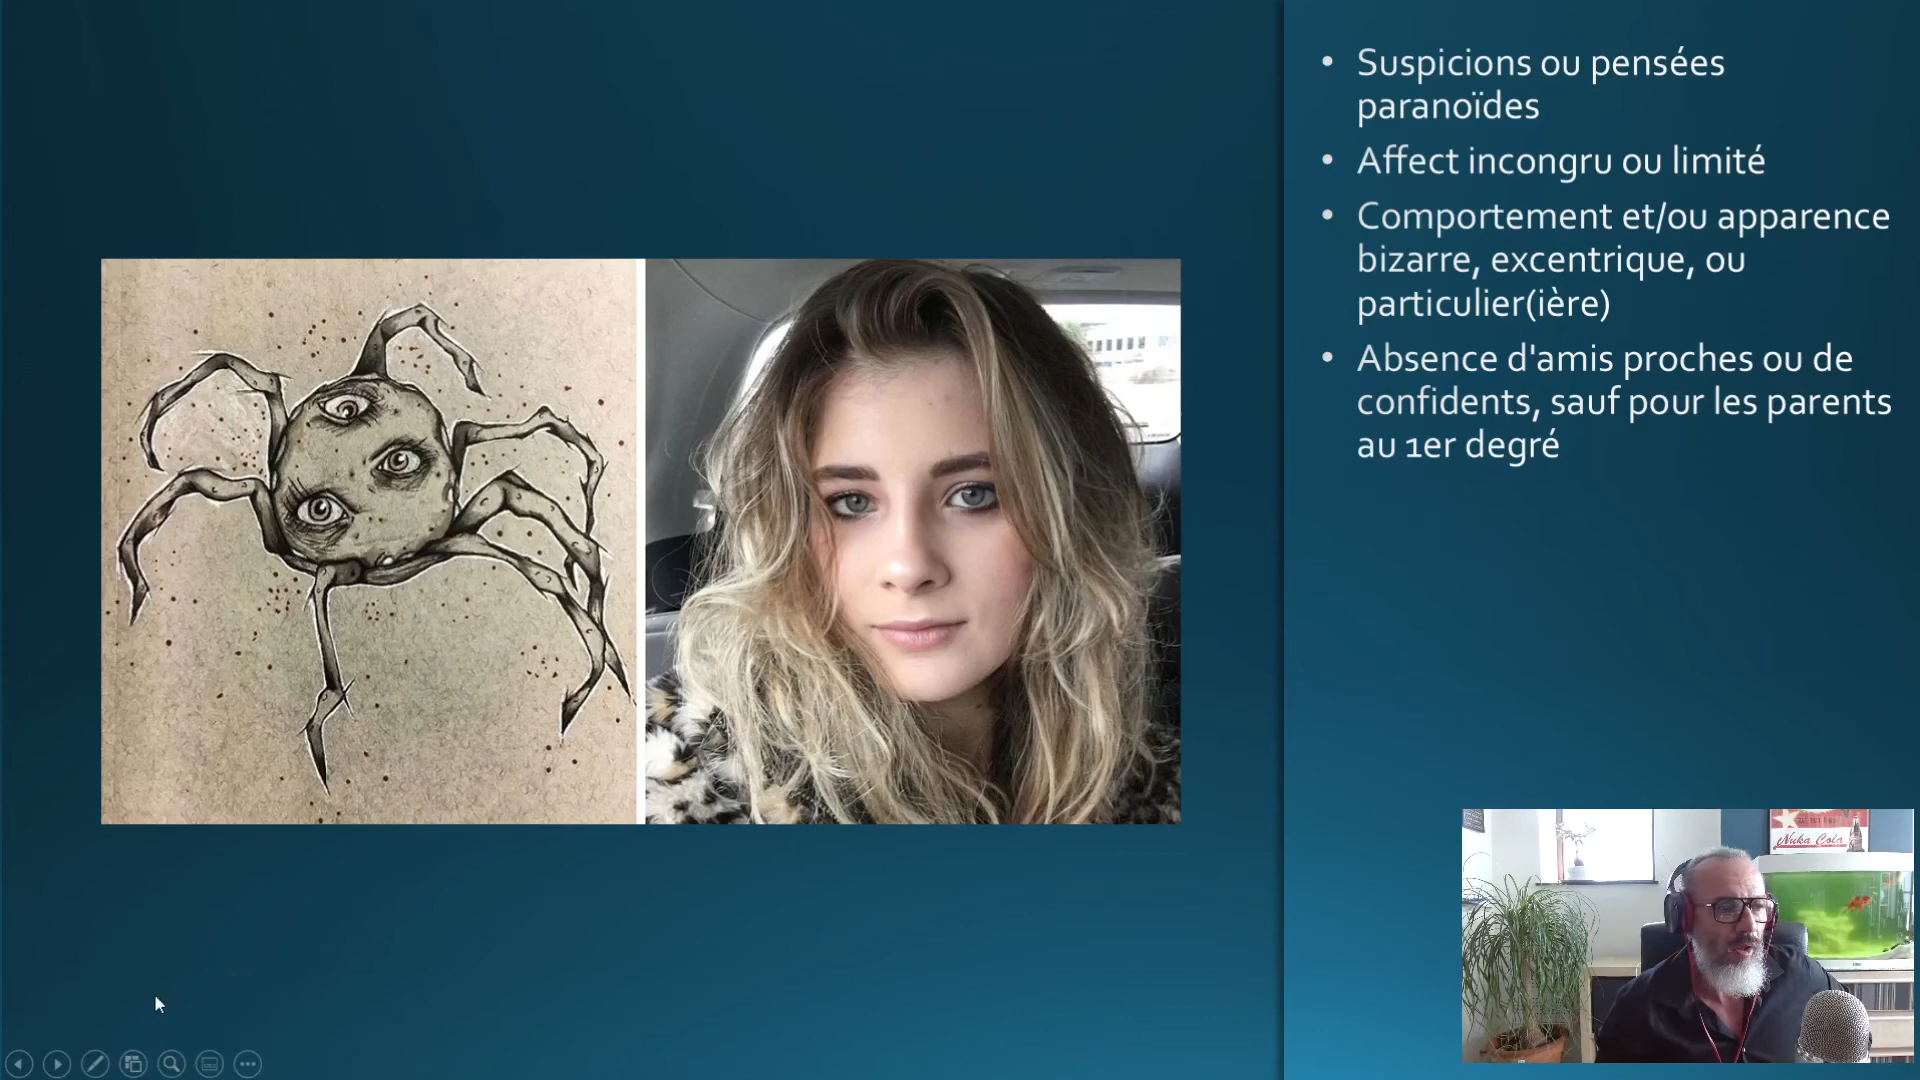 • Suspicions ou pensées
paranoïdes
• Affect incongru ou limité
• Comportement et/ou apparence
bizarre, excentrique, ou
particulier(ière)
• Absence d'amis proches ou de
confidents, sauf pour les parents
au 1er degré
Nuka Cola